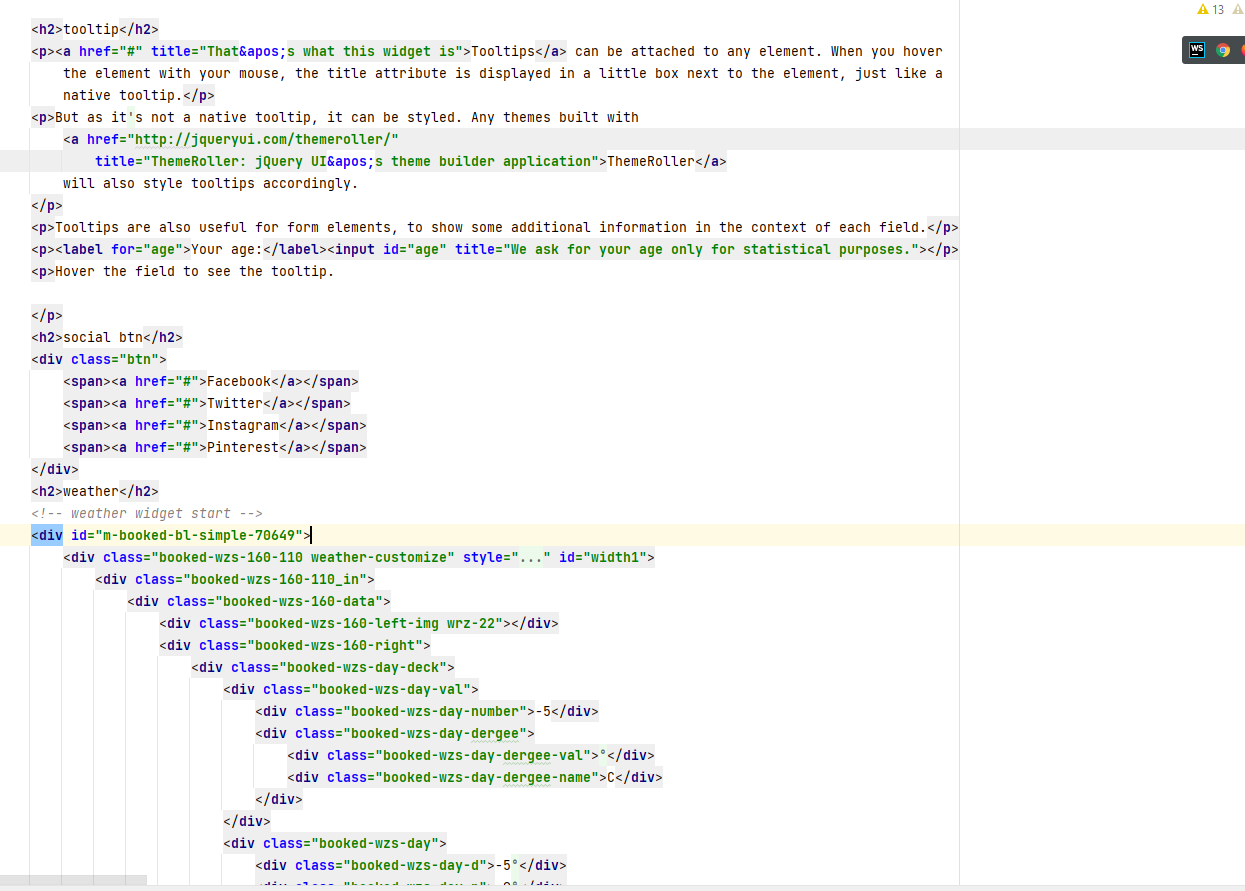 13
<h2>tooltip</h2>
WS
<p><a href="#" title="That&apos;s what this widget is">Tooltips</a> can be attached to any element. When you hover
the element with your mouse, the title attribute is displayed in a little box next to the element, just like a
native tooltip.</p>
<p>But as it's not a native tooltip, it can be styled. Any themes built with
<a href="http://jqueryui.com/themeroller/"
title="ThemeRoller: jQuery UI&apos;s theme builder application">ThemeRoller</a>
will also style tooltips accordingly.
</p>
<p>Tooltips are also useful for form elements, to show some additional information in the context of each field.</p>
<p><label for="age">Your age:</label><input id="age" title="We ask for your age only for statistical purposes."></p>
<p>Hover the field to see the tooltip.
</p>
<h2>social btn</h2>
<div class="btn">
<span><a href="#">Facebook</a></span>
<span><a href="#">Twitter</a></span>
<span><a href="#">Instagram</a></span>
<span><a href="#">Pinterest</a></span>
</div>
<h2>weather</h2>
<!-- weather widget start -->
<div id="m-booked-bl-simple-70649">
<div class="booked-wzs-160-110 weather-customize" style="..." id="width1">
<div class="booked-wzs-160-110_in">
<div class="booked-wzs-160-data">
<div class="booked-wzs-160-left-img wrz-22"></div>
<div class="booked-wzs-160-right">
<div class="booked-wzs-day-deck">
<div class="booked-wzs-day-val">
<div class="booked-wzs-day-number">-5</div>
<div class="booked-wzs-day-dergee">
<div class="booked-wzs-day-dergee-val">°</div>
<div class="booked-wzs-day-dergee-name">C</div>
</div>
</div>
<div class="booked-wzs-day">
<div class="booked-wzs-day-d">-5°</div>